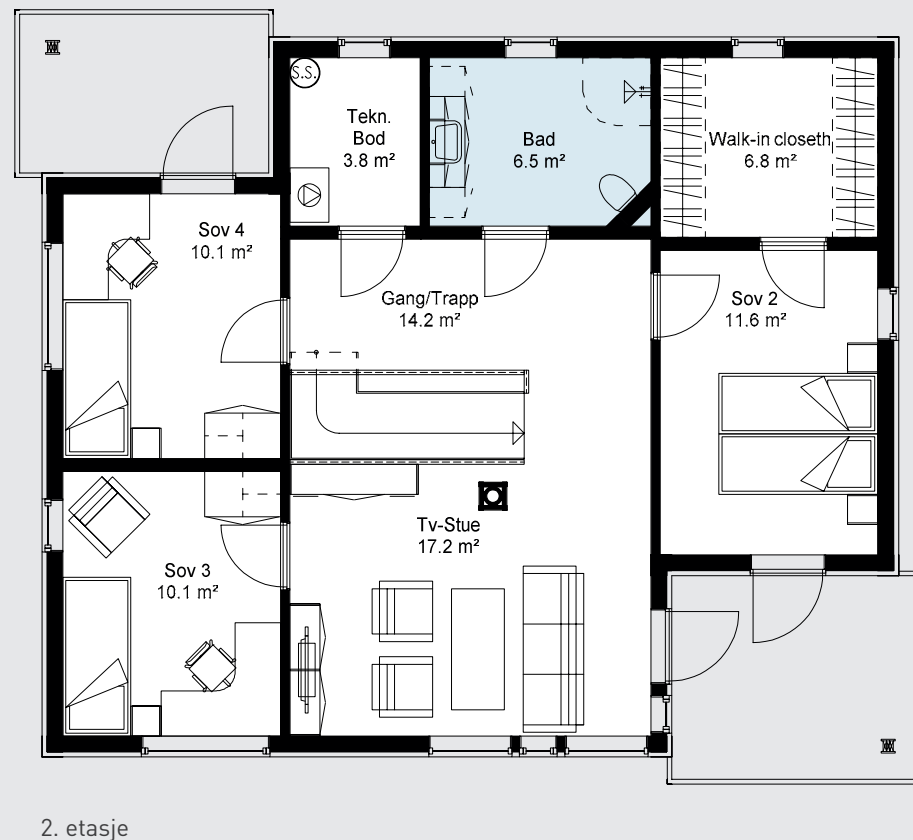 S.S.
Tekn.
Bod
3.8 m²
Bad
6.5 m²
Walk-in closeth
6.8 m²
Sov 4
10.1 m²
Gang/Trapp
14.2 m²
Sov 2
11.6 m²
Tv-Stue
17.2 m²
Sov 3
10.1 m²
2. etasje